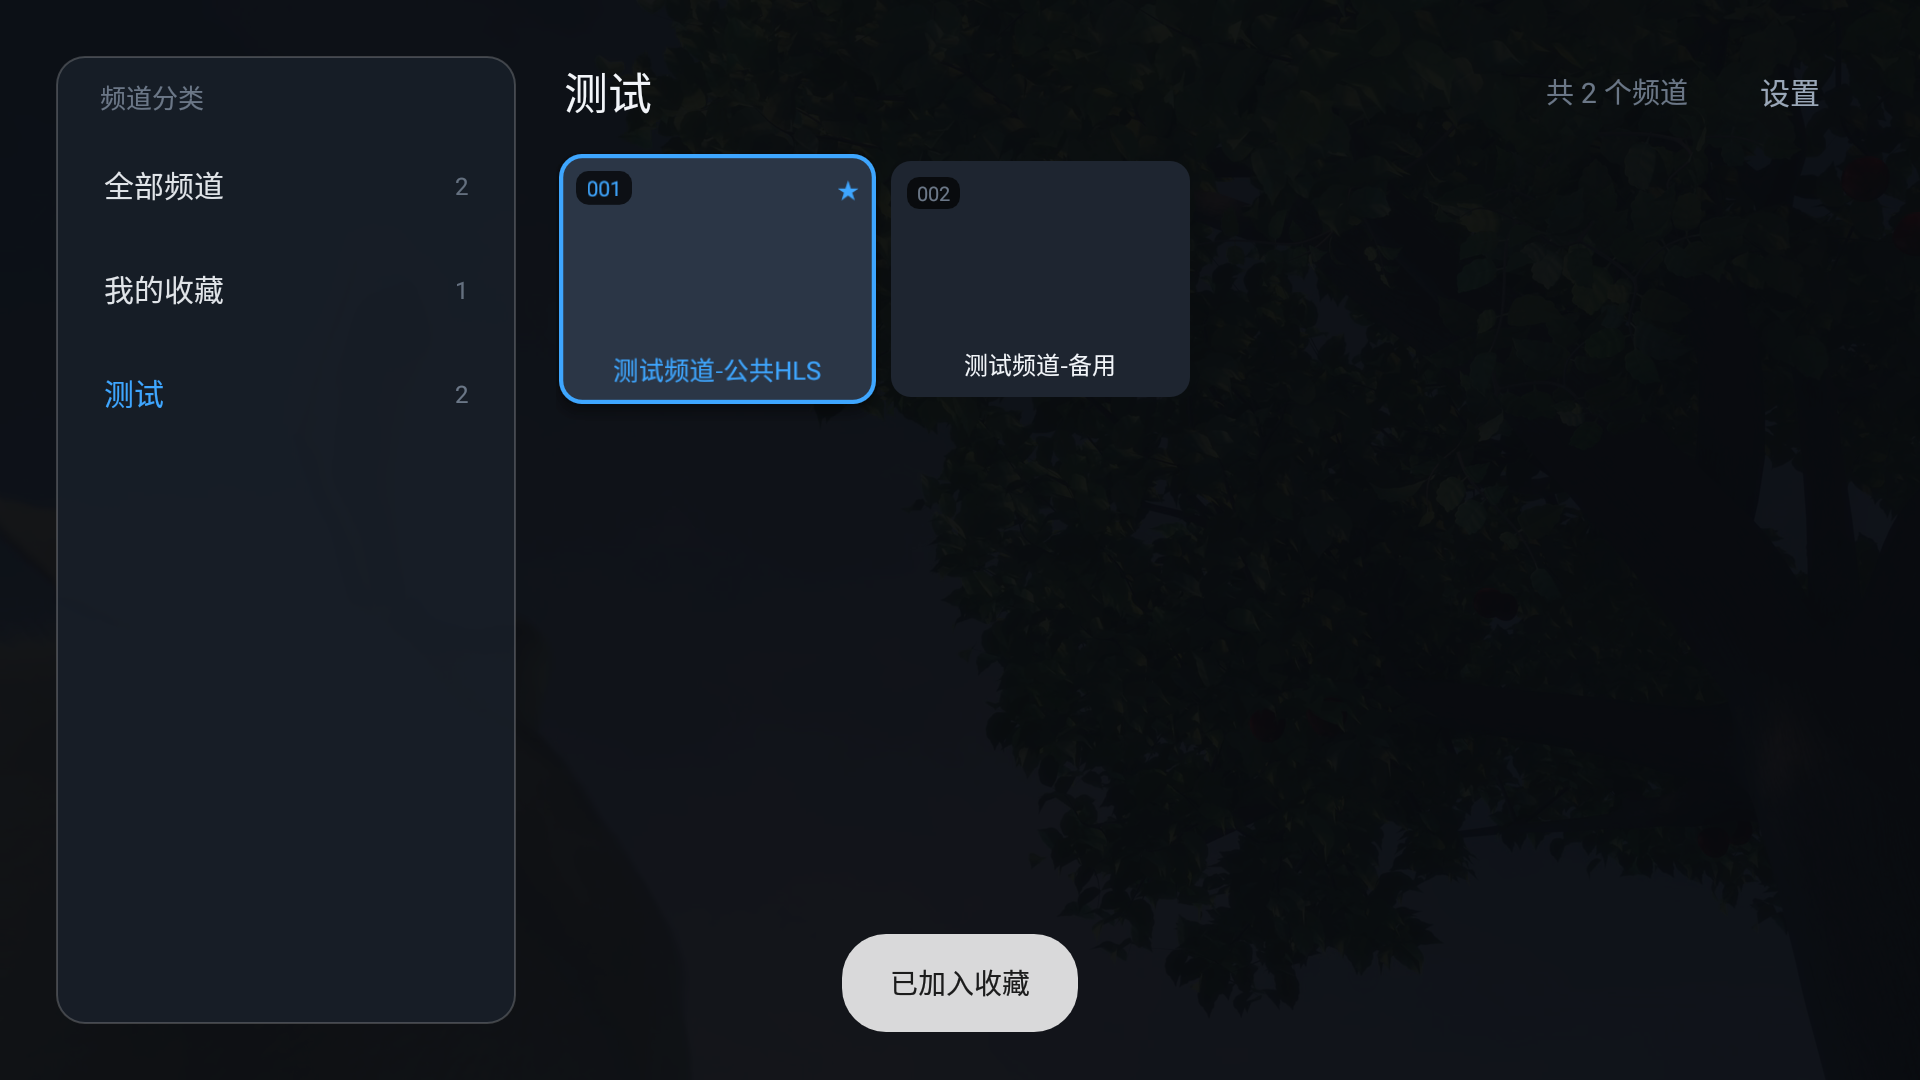 频道分类
全部频道 2
我的收藏 1
测试 2
测试
共 2 个频道 设置
001
测试频道-公共HLS
002
测试频道-备用
已加入收藏